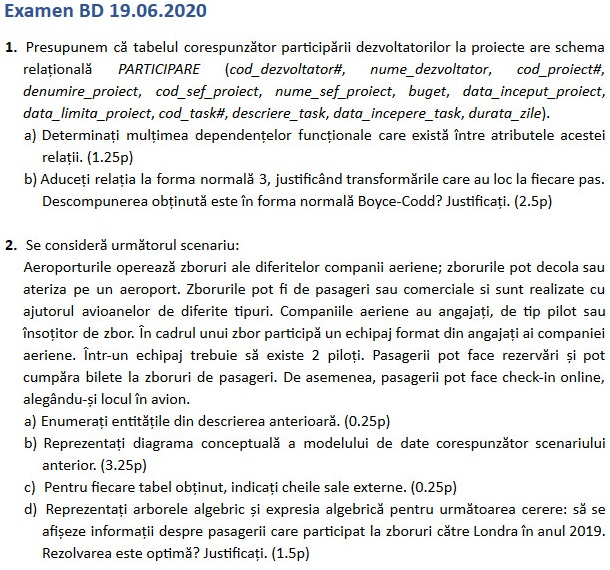 Examen BD 19.06.2020
1. Presupunem că tabelul corespunzător participării dezvoltatorilor la proiecte are schema
relațională PARTICIPARE (cod_dezvoltator#, nume_dezvoltator, cod_proiect#,
denumire_proiect, cod_sef_proiect, nume_sef_proiect, buget, data_inceput_proiect,
data_limita_proiect, cod_task#, descriere_task, data_incepere_task, durata_zile).
a) Determinați mulțimea dependențelor funcționale care există între atributele acestei
relații. (1.25p)
b) Aduceți relația la forma normală 3, justificând transformările care au loc la fiecare pas.
Descompunerea obținută este în forma normală Boyce-Codd? Justificați. (2.5p)
2. Se consideră următorul scenariu:
Aeroporturile operează zboruri ale diferitelor companii aeriene; zborurile pot decola sau
ateriza pe un aeroport. Zborurile pot fi de pasageri sau comerciale si sunt realizate cu
ajutorul avioanelor de diferite tipuri. Companiile aeriene au angajați, de tip pilot sau
însoțitor de zbor. În cadrul unui zbor participă un echipaj format din angajați ai companiei
aeriene. Într-un echipaj trebuie să existe 2 piloți. Pasagerii pot face rezervări și pot
cumpăra bilete la zboruri de pasageri. De asemenea, pasagerii pot face check-in online,
alegându-și locul în avion.
a) Enumerați entitățile din descrierea anterioară. (0.25p)
b) Reprezentați diagrama conceptuală a modelului de date corespunzător scenariului
anterior. (3.25p)
c) Pentru fiecare tabel obținut, indicați cheile sale externe. (0.25p)
d) Reprezentați arborele algebric și expresia algebrică pentru următoarea cerere: să se
afișeze informații despre pasagerii care participat la zboruri către Londra în anul 2019.
Rezolvarea este optimă? Justificați. (1.5p)